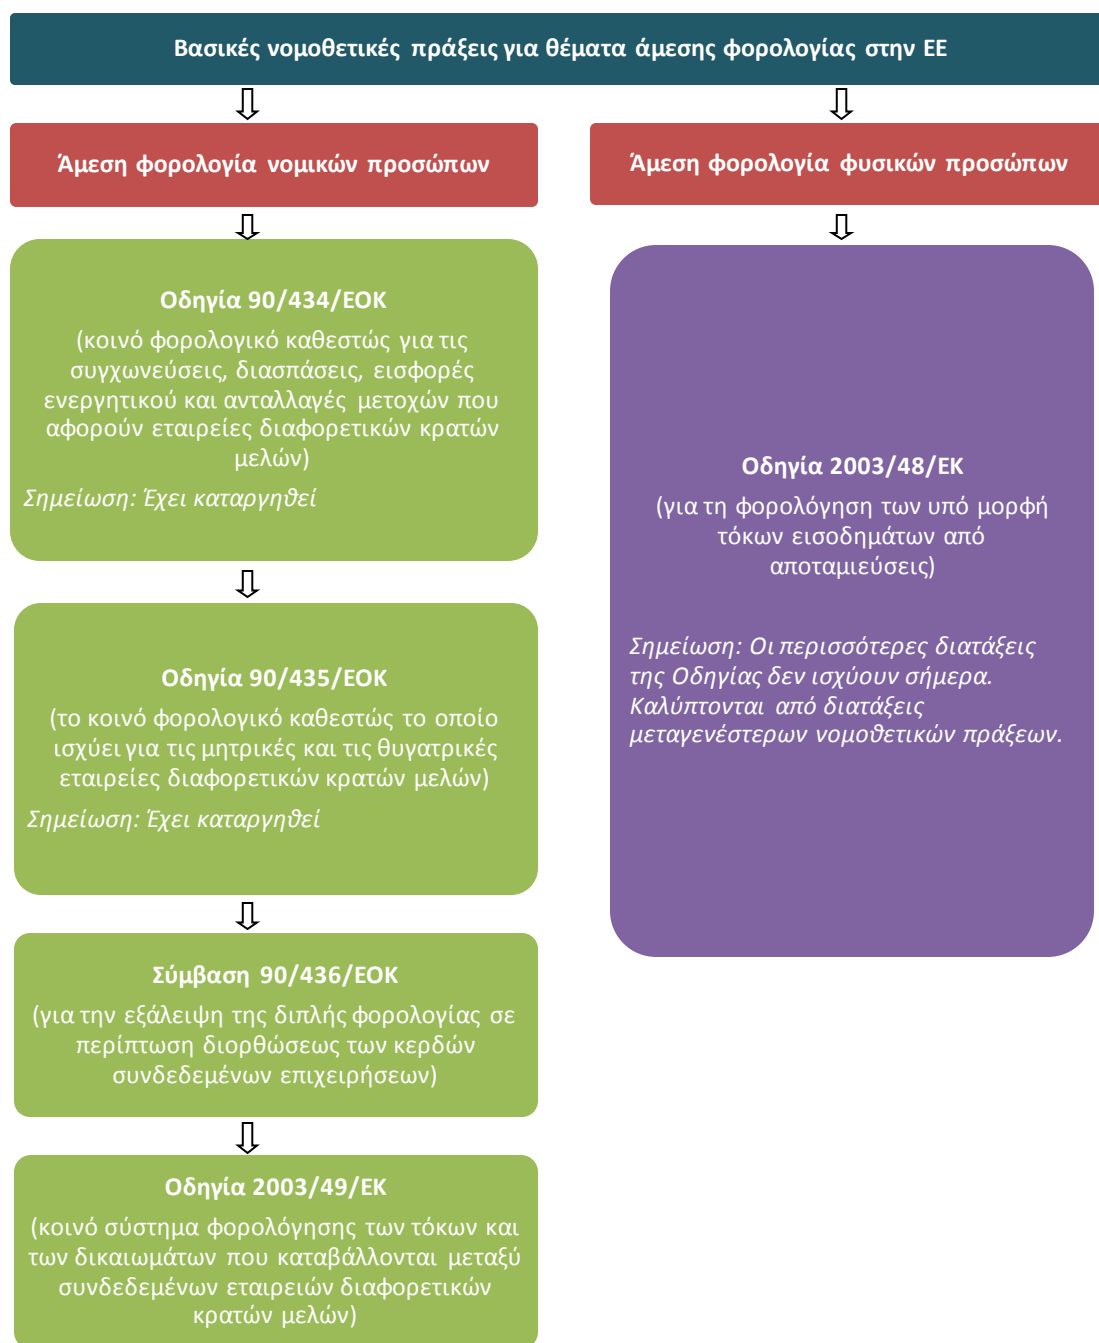 Βασικές νομοθετικές πράξεις για θέματα άμεσης φορολογίας στην ΕΕ
Άμεση φορολογία νομικών προσώπων
Οδηγία 90/434/ΕΟΚ
(κοινό φορολογικό καθεστώς για τις
συγχωνεύσεις, διασπάσεις, εισφορές
ενεργητικού και ανταλλαγές μετοχών που
αφορούν εταιρείες διαφορετικών κρατών
μελών)
Σημείωση: Έχει καταργηθεί
Οδηγία 90/435/ΕΟΚ
(το κοινό φορολογικό καθεστώς το οποίο
ισχύει για τις μητρικές και τις θυγατρικές
εταιρείες διαφορετικών κρατών μελών)
Σημείωση: Έχει καταργηθεί
Σύμβαση 90/436/ΕΟΚ
(για την εξάλειψη της διπλής φορολογίας σε
περίπτωση διορθώσεως των κερδών
συνδεδεμένων επιχειρήσεων)
Οδηγία 2003/49/ΕΚ
(κοινό σύστημα φορολόγησης των τόκων και
των δικαιωμάτων που καταβάλλονται μεταξύ
συνδεδεμένων εταιρειών διαφορετικών
κρατών μελών)
Άμεση φορολογία φυσικών προσώπων
Οδηγία 2003/48/ΕΚ
(για τη φορολόγηση των υπό μορφή
τόκων εισοδημάτων από
αποταμιεύσεις)
Σημείωση: Οι περισσότερες διατάξεις
της Οδηγίας δεν ισχύουν σήμερα.
Καλύπτονται από διατάξεις
μεταγενέστερων νομοθετικών πράξεων.